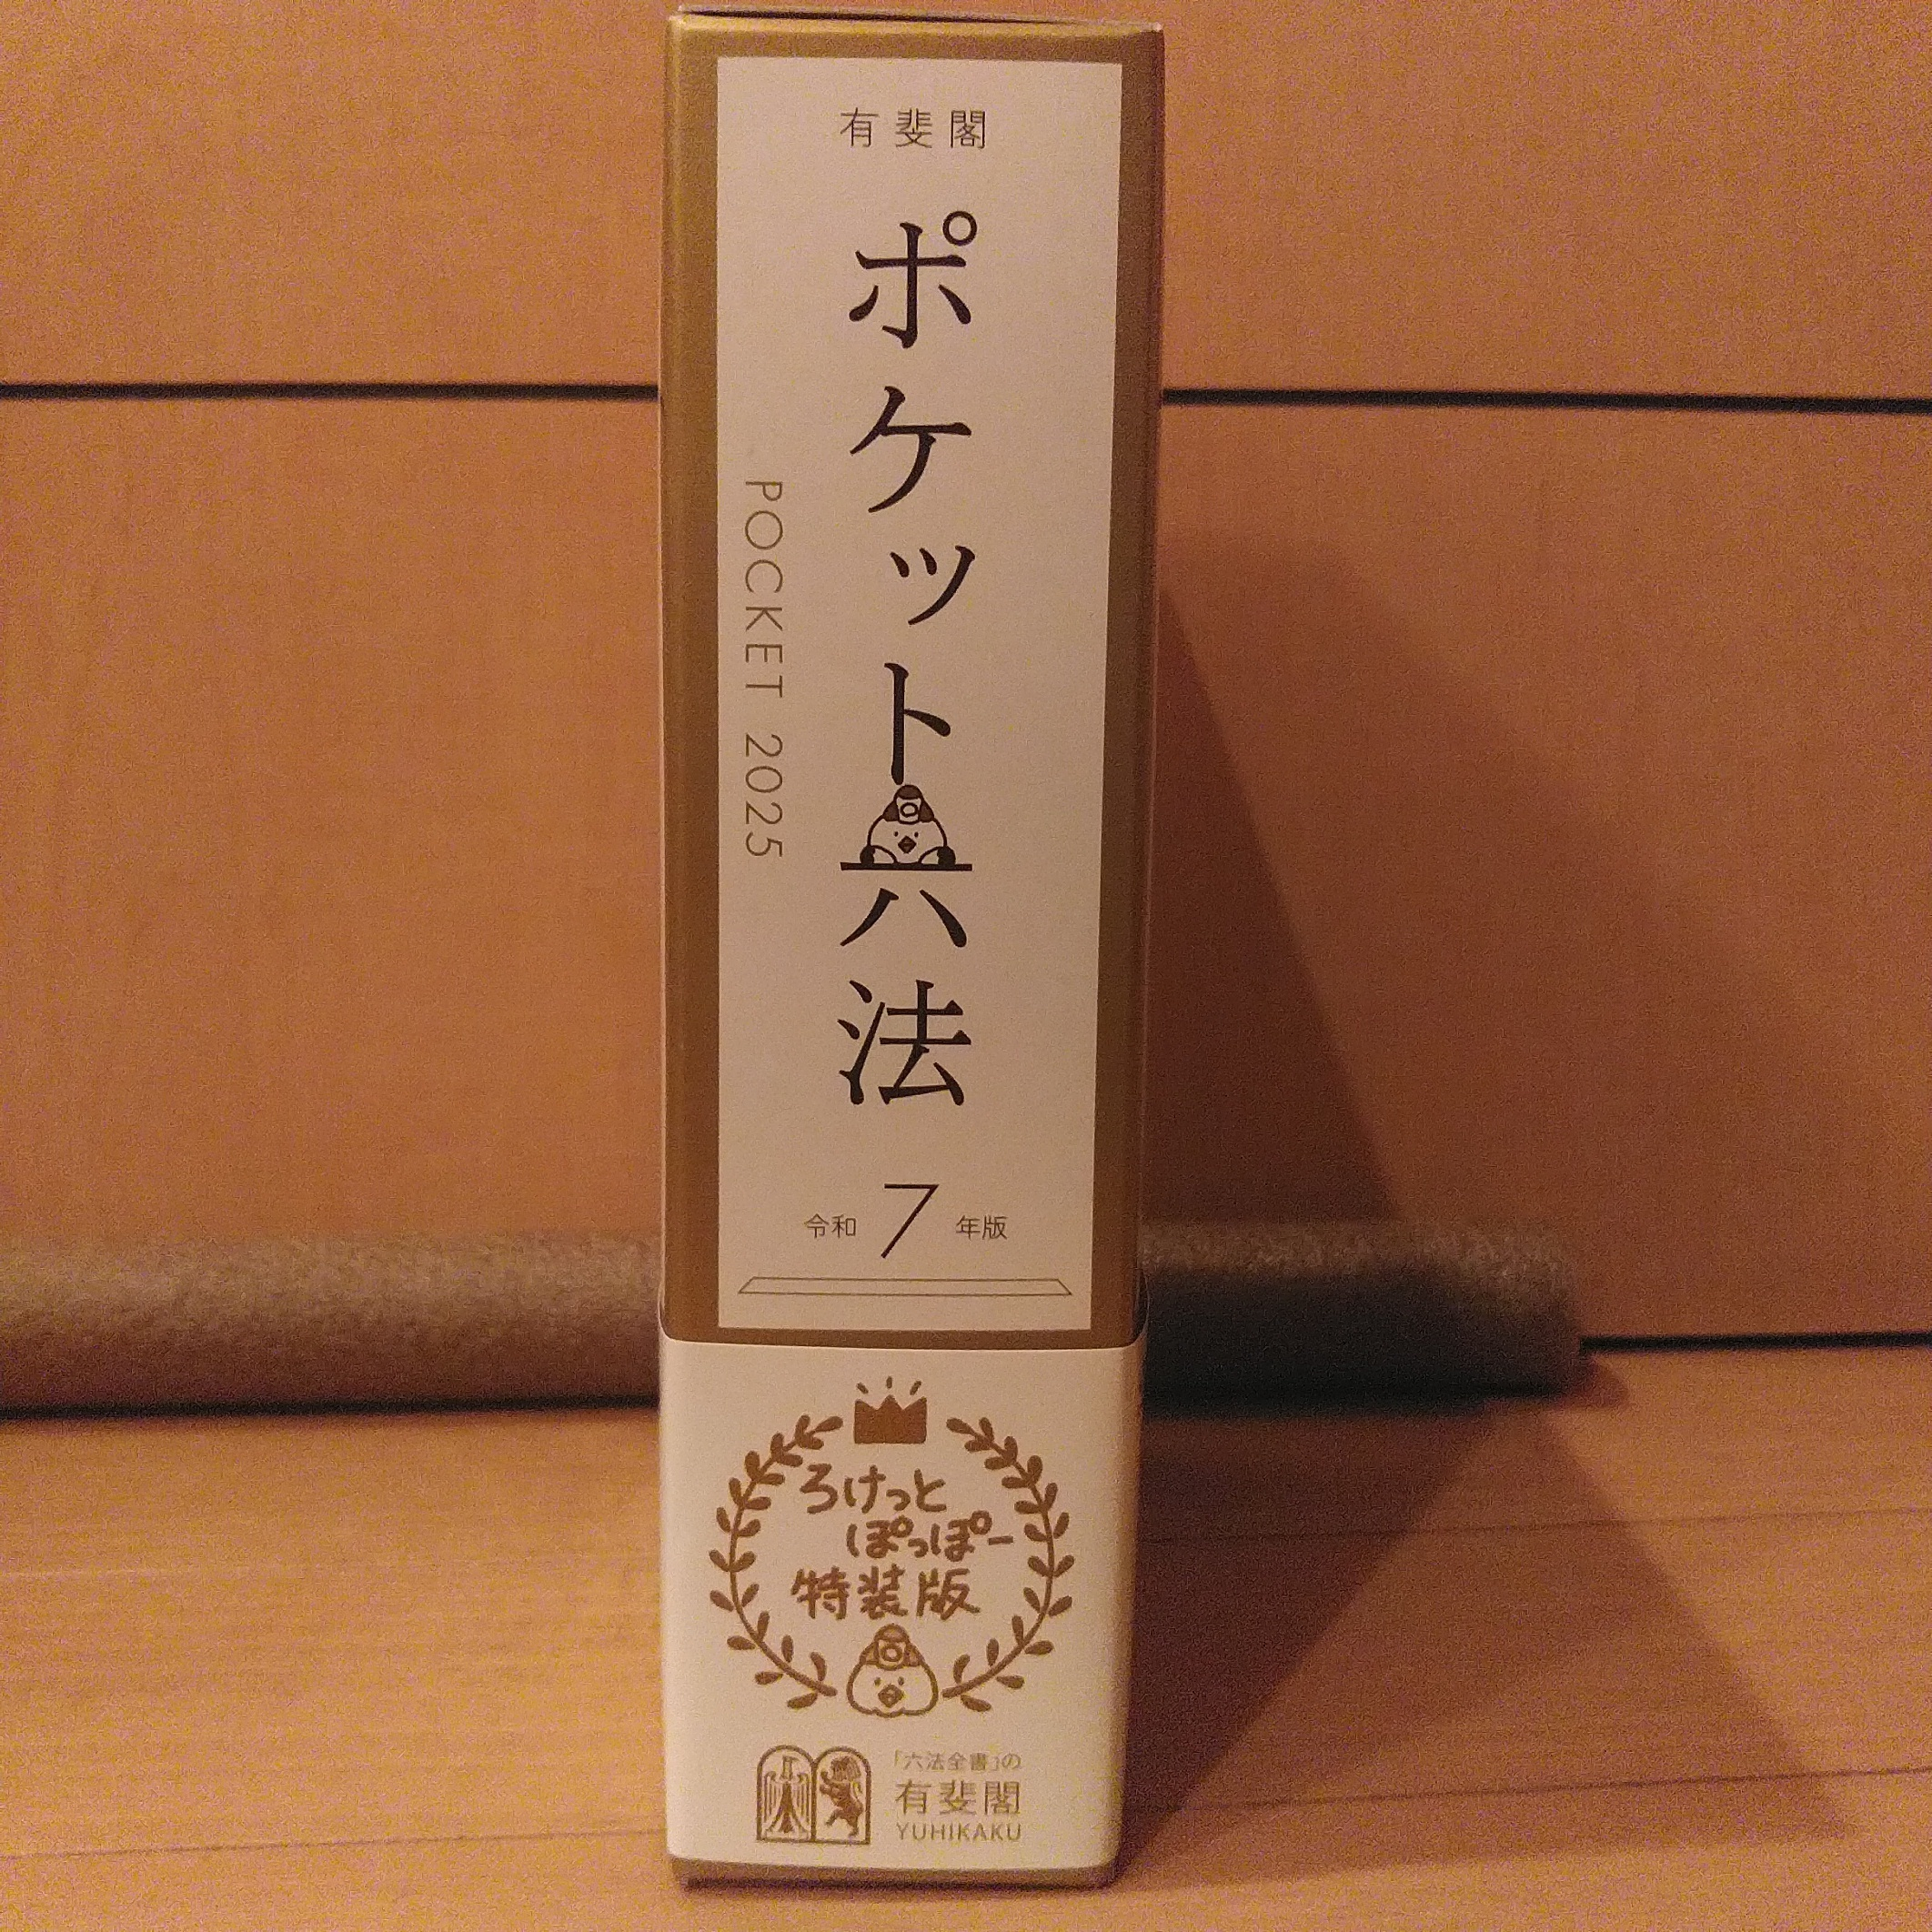 有斐閣
ポケット六法
POCKET 2025
令和7年版
ろけっと
ぽっぽー
特装版
「六法全書」の
有斐閣
YUHIKAKU